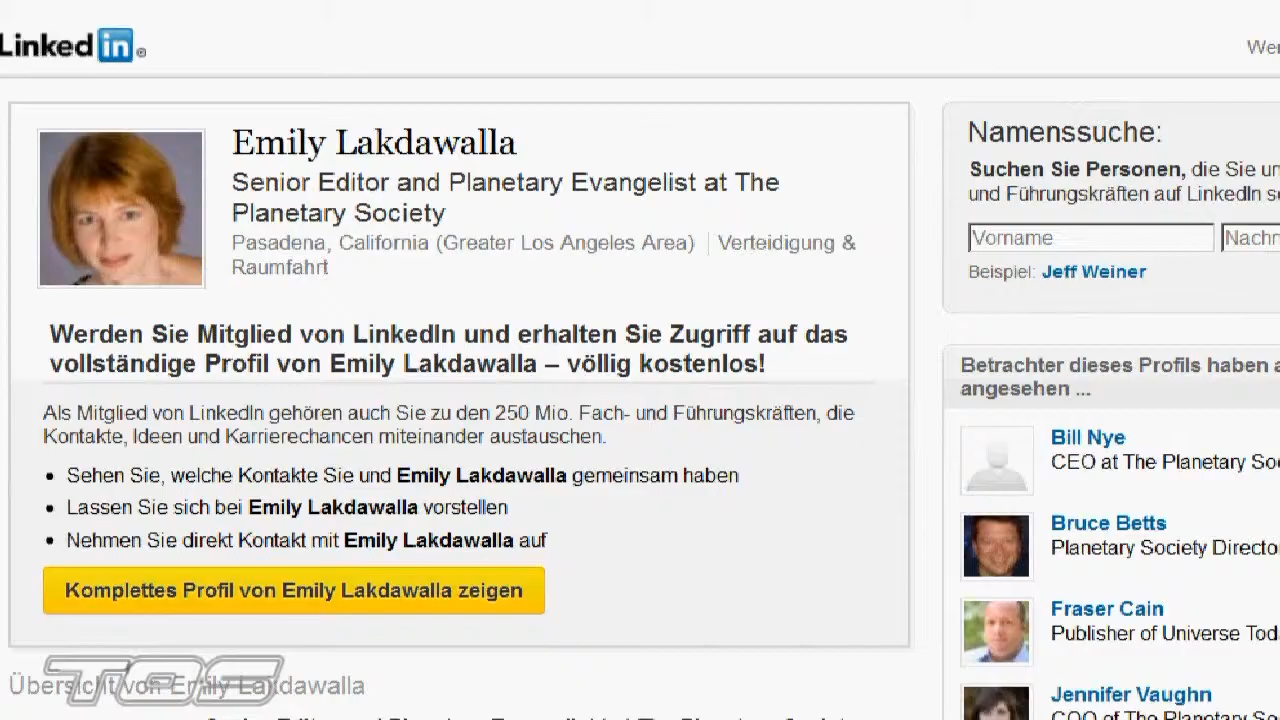 Linked in®
Emily Lakdawalla
Senior Editor and Planetary Evangelist at The
Planetary Society
Pasadena, California (Greater Los Angeles Area) | Verteidigung &
Raumfahrt
Werden Sie Mitglied von LinkedIn und erhalten Sie Zugriff auf das
vollständige Profil von Emily Lakdawalla – völlig kostenlos!
Als Mitglied von LinkedIn gehören auch Sie zu den 250 Mio. Fach- und Führungskräften, die
Kontakte, Ideen und Karrierechancen miteinander austauschen.
• Sehen Sie, welche Kontakte Sie und Emily Lakdawalla gemeinsam haben
• Lassen Sie sich bei Emily Lakdawalla vorstellen
• Nehmen Sie direkt Kontakt mit Emily Lakdawalla auf
Komplettes Profil von Emily Lakdawalla zeigen
Übersicht von Emily Lakdawalla
Namenssuche:
Suchen Sie Personen, die Sie
und Führungskräften auf LinkedIn
Vorname
Beispiel: Jeff Weiner
Betrachter dieses Profils haben
angesehen ...
Bill Nye
CEO at The Planetary
Bruce Betts
Planetary Society
Fraser Cain
Publisher of Universe
Jennifer Vaughn
COO of The Planetary